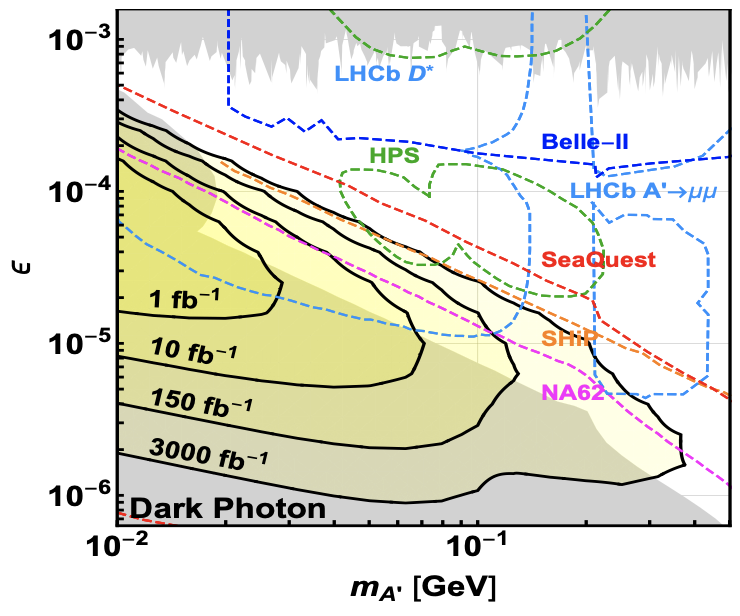 10⁻³
LHCb D*
Belle–II
HPS
10⁻⁴
LHCb A'→μμ
ϵ
SeaQuest
1 fb⁻¹
10⁻⁵
SHiP
10 fb⁻¹
NA62
150 fb⁻¹
3000 fb⁻¹
10⁻⁶
Dark Photon
10⁻² 10⁻¹
m_A' [GeV]